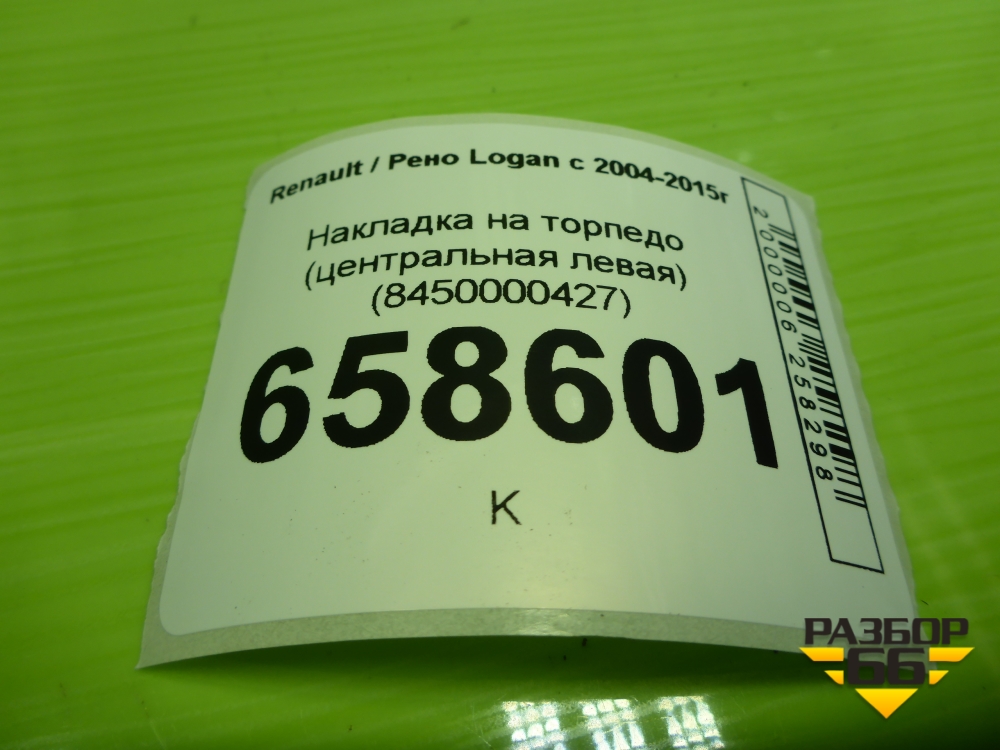 Renault / Рено Logan с 2004-2015г
Накладка на торпедо
(центральная левая)
(8450000427)
658601
К
2000006258298
РАЗБОР
66